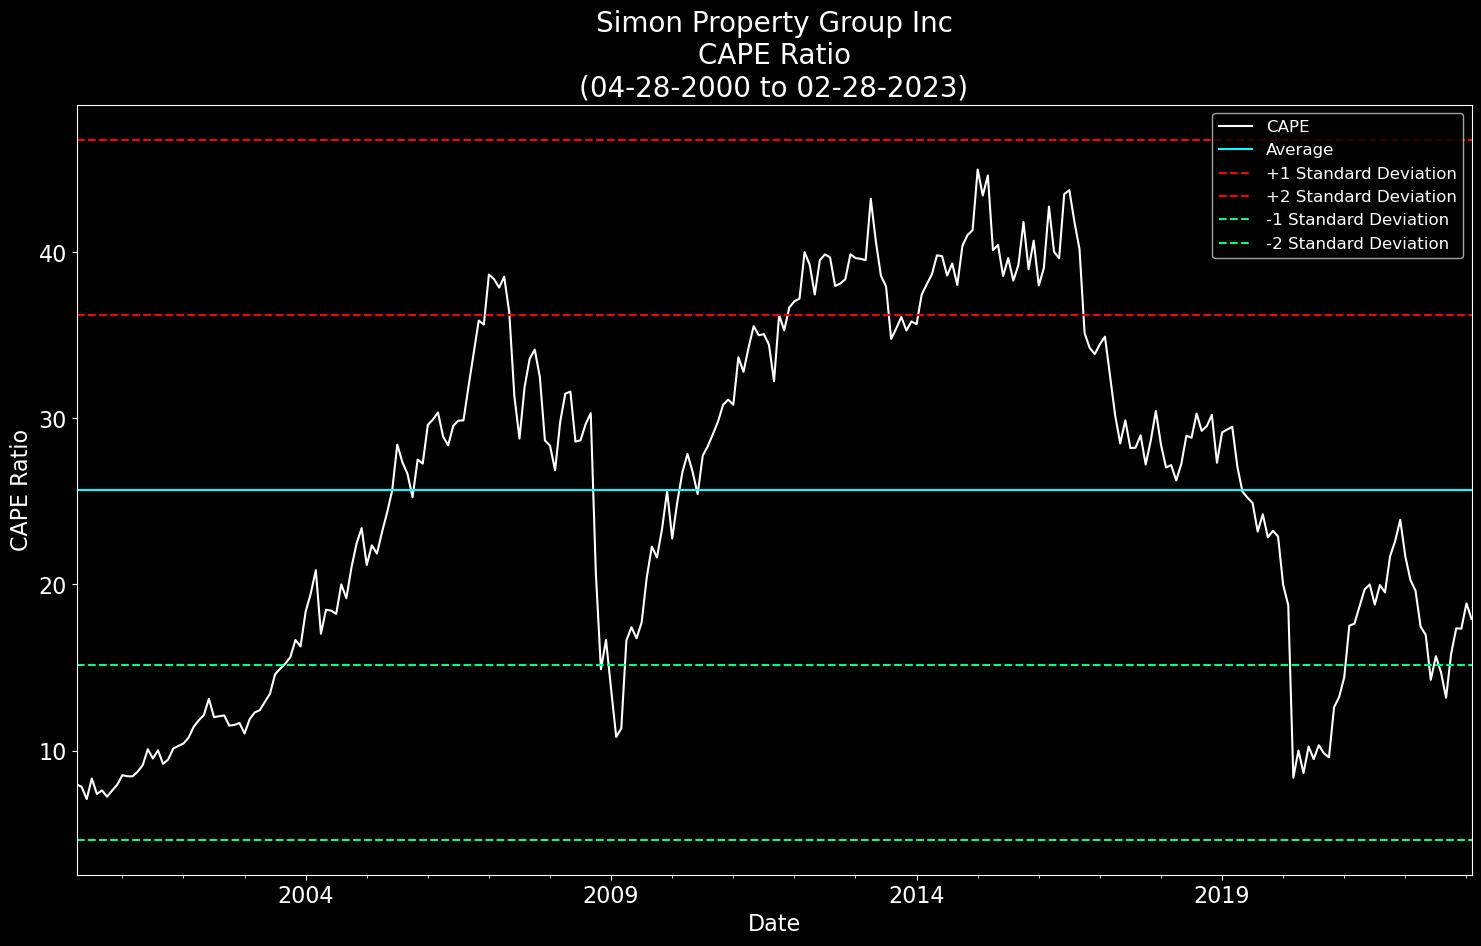 Simon Property Group Inc
CAPE Ratio
(04-28-2000 to 02-28-2023)
CAPE
Average
+1 Standard Deviation
+2 Standard Deviation
-1 Standard Deviation
-2 Standard Deviation
CAPE Ratio
40
30
20
10
2004
2009
2014
2019
Date